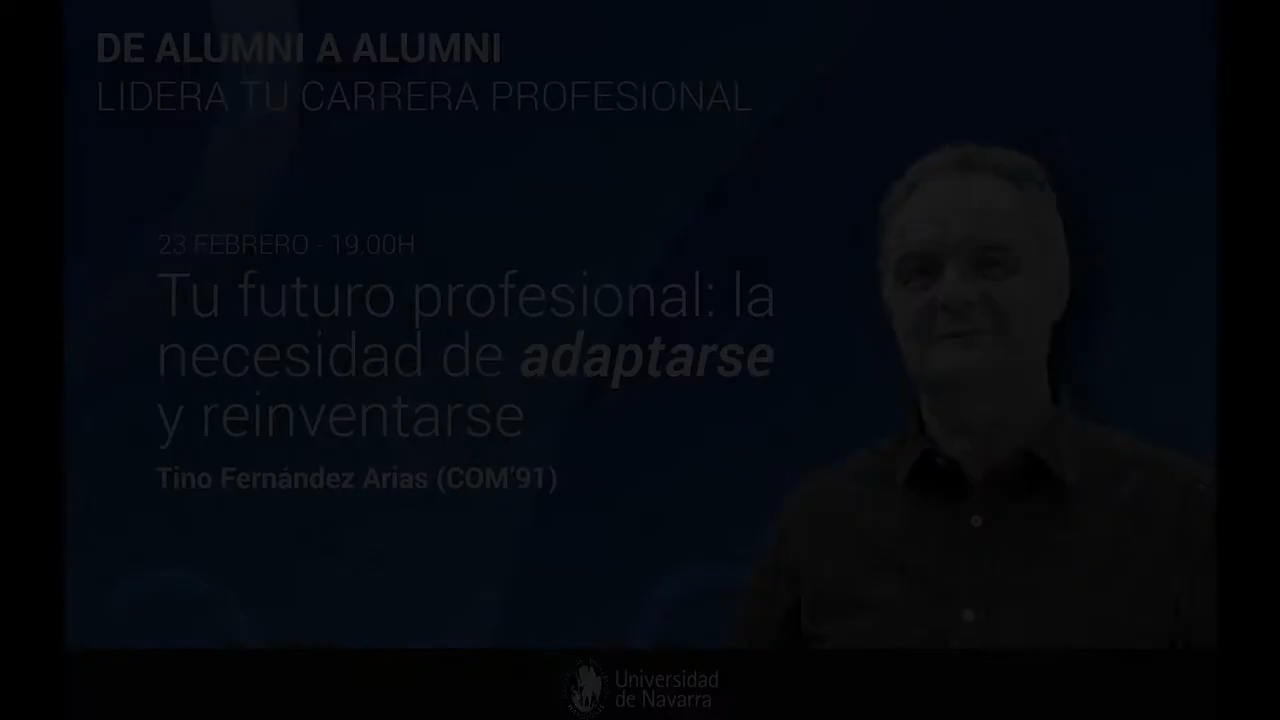 DE ALUMNI A ALUMNI
LIDERA TU CARRERA PROFESIONAL
23 FEBRERO - 19.00H
Tu futuro profesional: la
necesidad de adaptarse
y reinventarse
Tino Fernández Arias (COM'91)
Universidad
de Navarra